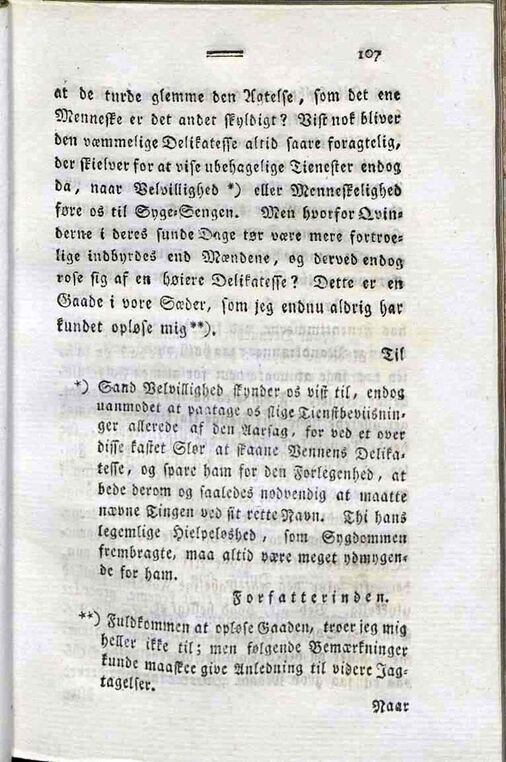 107
at de turde glemme den Agtelse, som det ene
Menneske er det andet skyldigt? Vist nok bliver
den væmmelige Delikatesse altid saare foragtelig,
der skielver for at vise ubehagelige Tienester endog
da, naar Velvillighed *) eller Menneskelighed
føre os til Syge-Sengen. Men hvorfor Qvin-
derne i deres sunde Dage tør være mere fortroe-
lige indbyrdes end Mændene, og derved endog
rose sig af en høiere Delikatesse? Dette er en
Gaade i vore Sæder, som jeg endnu aldrig har
kundet opløse mig **).
Til
*) Sand Velvillighed skynder os vist til, endog
uanmodet at paatage os slige Tienstbeviisnin-
ger allerede af den Aarsag, for ved et over
disse kastet Slør at skaane Vennens Delika-
tesse, og spare ham for den Forlegenhed, at
bede derom og saaledes nødvendig at maatte
nævne Tingen ved sit rette Navn. Thi hans
legemlige Hielpeløshed, som Sygdommen
frembragte, maa altid være meget ydmygen-
de for ham.
Forfatterinden.
**) Fuldkommen at opløse Gaaden, troer jeg mig
heller ikke til; men følgende Bemærkninger
kunde maaskee give Anledning til videre Jag-
tagelser.
Naar